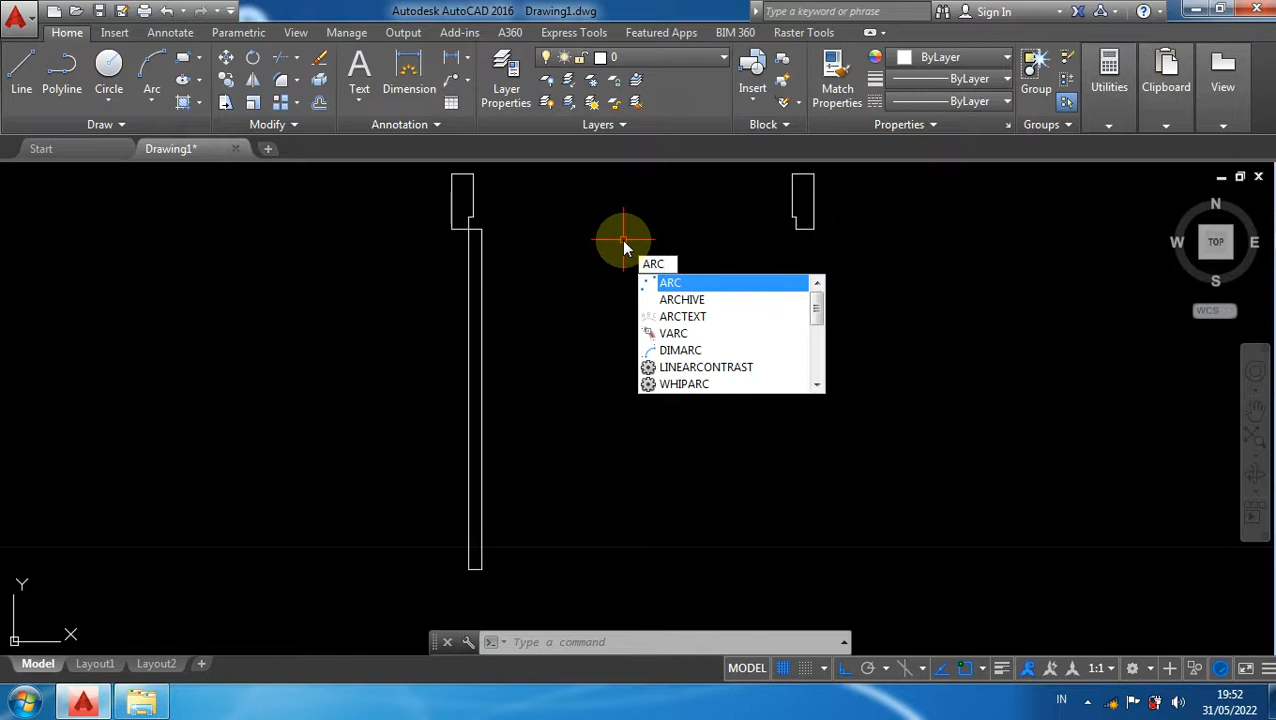 Autodesk AutoCAD 2016 Drawing1.dwg
Type a keyword or phrase
Sign In
Home Insert Annotate Parametric View Manage Output Add-ins A360 Express Tools Featured Apps BIM 360 Raster Tools
Line Polyline Circle Arc
Text Dimension
Layer Properties
0
Insert
Match Properties
ByLayer
ByLayer
ByLayer
Group
Utilities
Clipboard
View
Draw Modify Annotation Layers Block Properties Groups
Start Drawing1*
N
W TOP E
S
WCS
ARC
ARC
ARCHIVE
ARCTEXT
VARC
DIMARC
LINEARCONTRAST
WHIPARC
Y
X
Type a command
Model Layout1 Layout2
MODEL 1:1
IN
19:52
31/05/2022